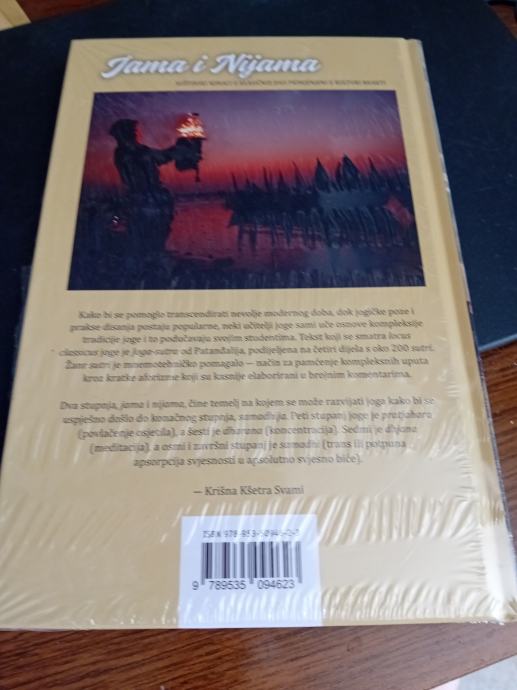 Jama i Nijama
Kako bi se pomoglo transcendirati nevolje modernog doba, dok jogičke poze i
prakse disanja postaju popularne, neki učitelji joge sami uče osnove kompleksije
tradicije joge i to podučavaju svojim studentima. Tekst koji se smatra locus
classicus joge je Joga-sutra od Patanđalija, podijeljena na četiri dijela s oko 200 sutri.
Žanr sutri je mnemotehničko pomagalo — način za pamćenje kompleksnih uputa
kroz kratke aforizme koji su kasnije elaborirani u brojnim komentarima.
Dva stupnja, jama i nijama, čine temelj na kojem se može razvijati joga kako bi se
uspješno došlo do konačnog stupnja, samadhija. Peti stupanj joge je pratjahara
(povlačenje osjetila), a šesti je dharana (koncentracija). Sedmi je dhjana
(meditacija), a osmi i završni stupanj je samadhi (trans ili potpuna
apsorpcija svjesnosti u apsolutno svjesno biće).
— Krišna Kšetra Svami
ISBN 978-953-50946-2-3
9 789535 094623